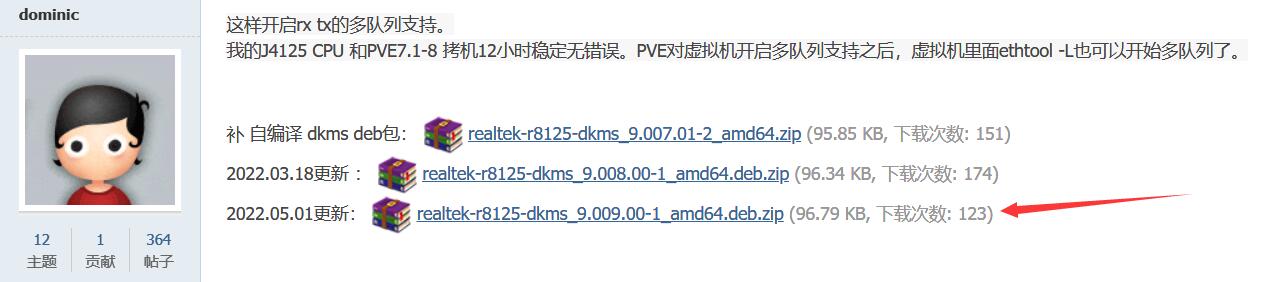 dominic
12
主题
1
贡献
364
帖子
这样开启rx tx的多队列支持。
我的J4125 CPU 和PVE7.1-8 拷机12小时稳定无错误。PVE对虚拟机开启多队列支持之后，虚拟机里面ethtool -L也可以开始多队列了。
补 自编译 dkms deb包： realtek-r8125-dkms_9.007.01-2_amd64.zip (95.85 KB, 下载次数: 151)
2022.03.18更新 ： realtek-r8125-dkms_9.008.00-1_amd64.deb.zip (96.34 KB, 下载次数: 174)
2022.05.01更新： realtek-r8125-dkms_9.009.00-1_amd64.deb.zip (96.79 KB, 下载次数: 123)